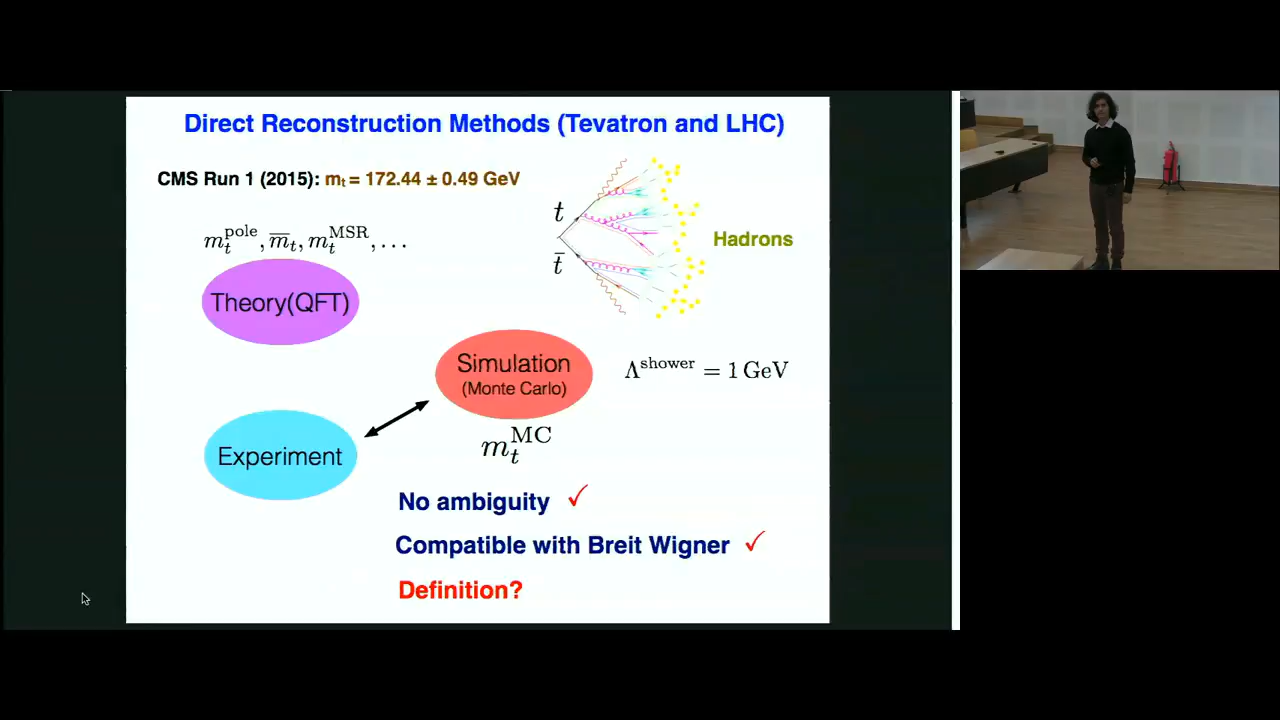 Direct Reconstruction Methods (Tevatron and LHC)
CMS Run 1 (2015): mₜ = 172.44 ± 0.49 GeV
m_t^pole, m̅_t, m_t^MSR, . . .
t
t̅
Hadrons
Theory(QFT)
Simulation
(Monte Carlo)
Λ^shower = 1 GeV
Experiment
m_t^MC
No ambiguity ✓
Compatible with Breit Wigner ✓
Definition?